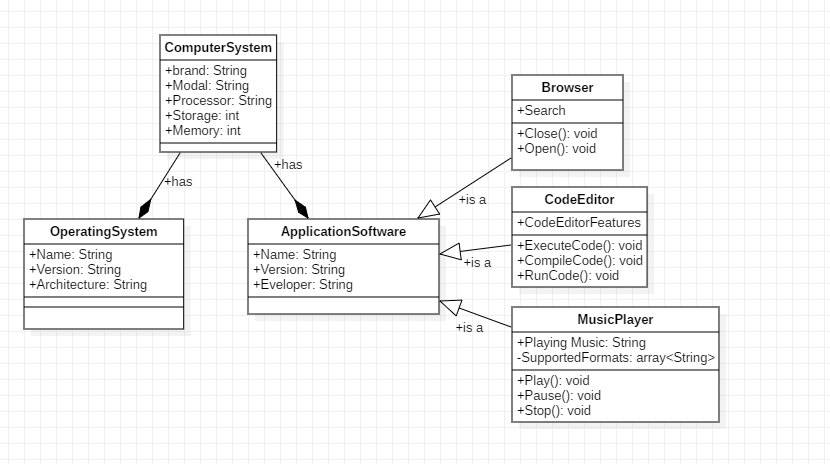 ComputerSystem
+brand: String
+Modal: String
+Processor: String
+Storage: int
+Memory: int
+has
+has
OperatingSystem
+Name: String
+Version: String
+Architecture: String
ApplicationSoftware
+Name: String
+Version: String
+Eveloper: String
Browser
+Search
+Close(): void
+Open(): void
+is a
CodeEditor
+CodeEditorFeatures
+ExecuteCode(): void
+CompileCode(): void
+RunCode(): void
+is a
MusicPlayer
+Playing Music: String
-SupportedFormats: array<String>
+Play(): void
+Pause(): void
+Stop(): void
+is a